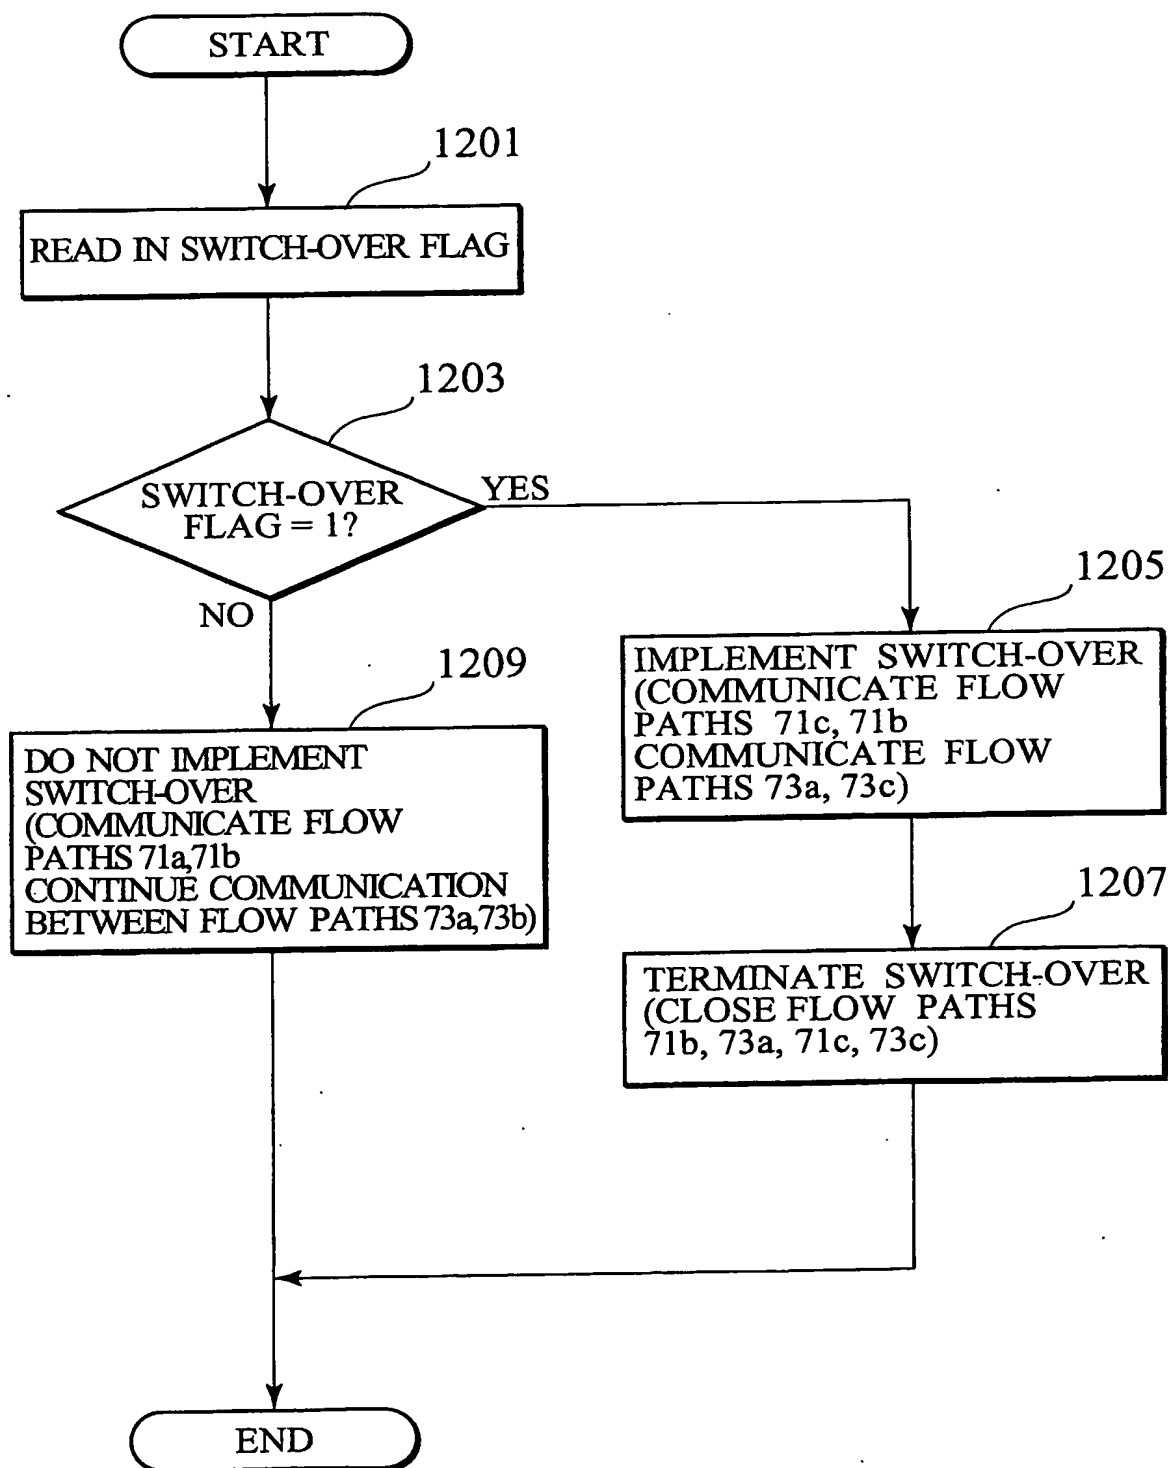 START
1201
READ IN SWITCH-OVER FLAG
1203
SWITCH-OVER
FLAG = 1?
YES
NO
1205
IMPLEMENT SWITCH-OVER
(COMMUNICATE FLOW
PATHS 71c, 71b
COMMUNICATE FLOW
PATHS 73a, 73c)
1209
DO NOT IMPLEMENT
SWITCH-OVER
(COMMUNICATE FLOW
PATHS 71a,71b
CONTINUE COMMUNICATION
BETWEEN FLOW PATHS 73a,73b)
1207
TERMINATE SWITCH-OVER
(CLOSE FLOW PATHS
71b, 73a, 71c, 73c)
END